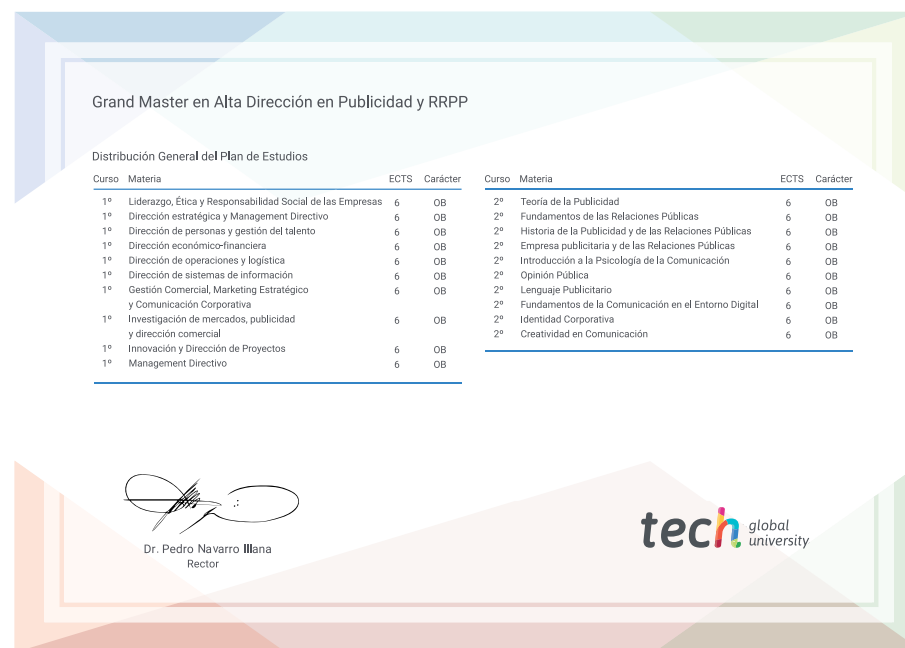 Grand Master en Alta Dirección en Publicidad y RRPP
Distribución General del Plan de Estudios
Curso Materia ECTS Carácter
1º Liderazgo, Ética y Responsabilidad Social de las Empresas 6 OB
1º Dirección estratégica y Management Directivo 6 OB
1º Dirección de personas y gestión del talento 6 OB
1º Dirección económico-financiera 6 OB
1º Dirección de operaciones y logística 6 OB
1º Dirección de sistemas de información 6 OB
1º Gestión Comercial, Marketing Estratégico 6 OB
y Comunicación Corporativa
1º Investigación de mercados, publicidad 6 OB
y dirección comercial
1º Innovación y Dirección de Proyectos 6 OB
1º Management Directivo 6 OB
Curso Materia ECTS Carácter
2º Teoría de la Publicidad 6 OB
2º Fundamentos de las Relaciones Públicas 6 OB
2º Historia de la Publicidad y de las Relaciones Públicas 6 OB
2º Empresa publicitaria y de las Relaciones Públicas 6 OB
2º Introducción a la Psicología de la Comunicación 6 OB
2º Opinión Pública 6 OB
2º Lenguaje Publicitario 6 OB
2º Fundamentos de la Comunicación en el Entorno Digital 6 OB
2º Identidad Corporativa 6 OB
2º Creatividad en Comunicación 6 OB
Dr. Pedro Navarro Illana
Rector
tech global
university